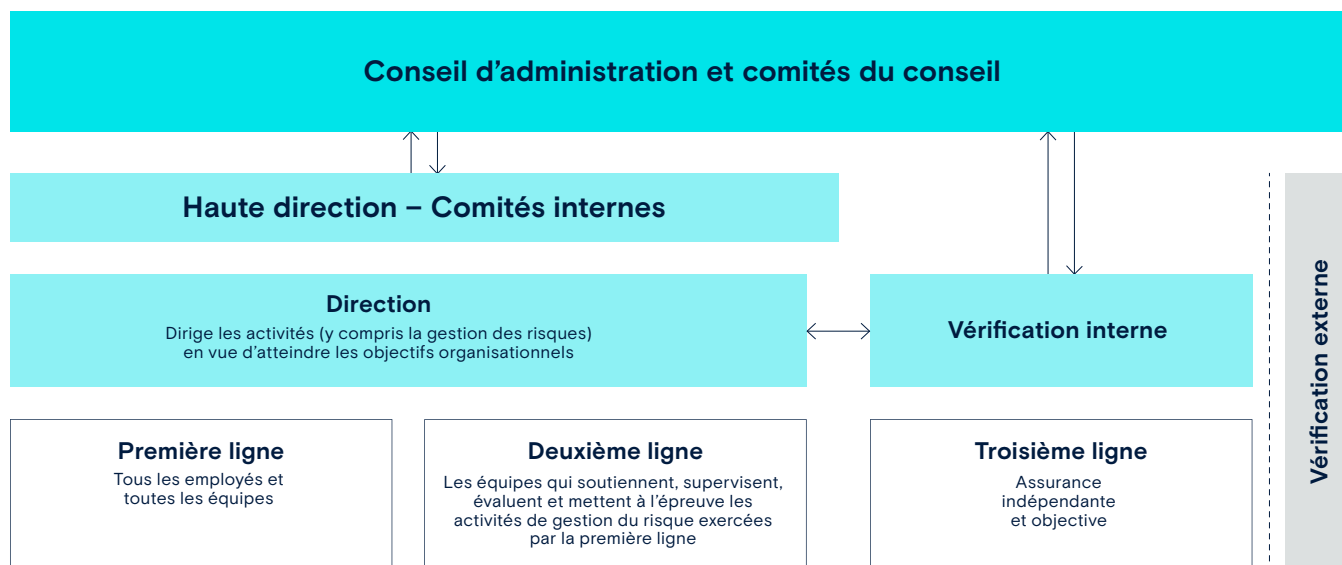 Conseil d’administration et comités du conseil
Haute direction – Comités internes
Direction
Dirige les activités (y compris la gestion des risques)
en vue d’atteindre les objectifs organisationnels
Vérification interne
Première ligne
Tous les employés et
toutes les équipes
Deuxième ligne
Les équipes qui soutiennent, supervisent,
évaluent et mettent à l’épreuve les
activités de gestion du risque exercées
par la première ligne
Troisième ligne
Assurance
indépendante
et objective
Vérification externe